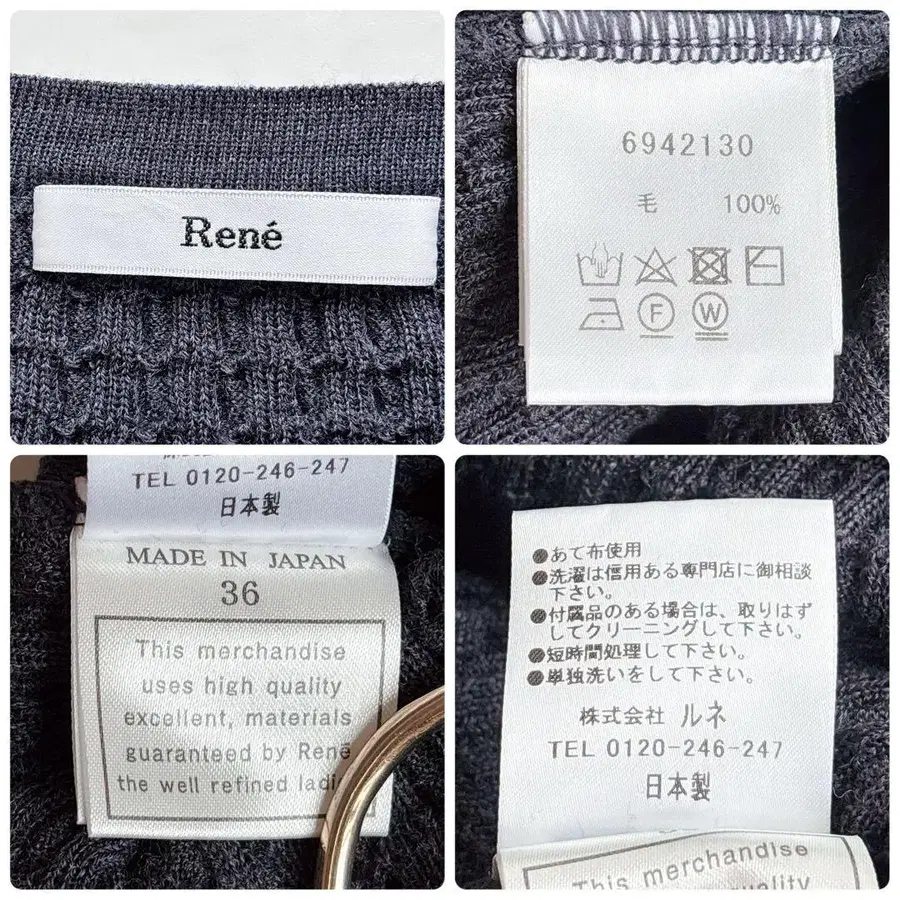 René
6942130
毛 100%
F W
TEL 0120-246-247
日本製
MADE IN JAPAN
36
This merchandise
uses high quality
excellent, materials
guaranteed by René
the well refined
●あて布使用
●洗濯は信用ある専門店に御相談
下さい。
●付属品のある場合は、取りはず
してクリーニングして下さい。
●短時間処理して下さい。
●単独洗いをして下さい。
株式会社 ルネ
TEL 0120-246-247
日本製
This merchandise